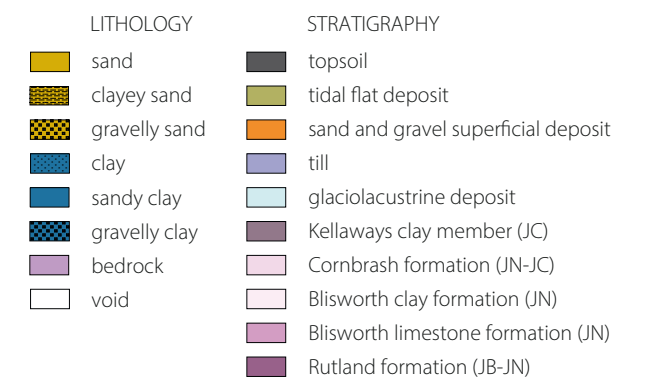 LITHOLOGY
sand
clayey sand
gravelly sand
clay
sandy clay
gravelly clay
bedrock
void
STRATIGRAPHY
topsoil
tidal flat deposit
sand and gravel superficial deposit
till
glaciolacustrine deposit
Kellaways clay member (JC)
Cornbrash formation (JN-JC)
Blisworth clay formation (JN)
Blisworth limestone formation (JN)
Rutland formation (JB-JN)